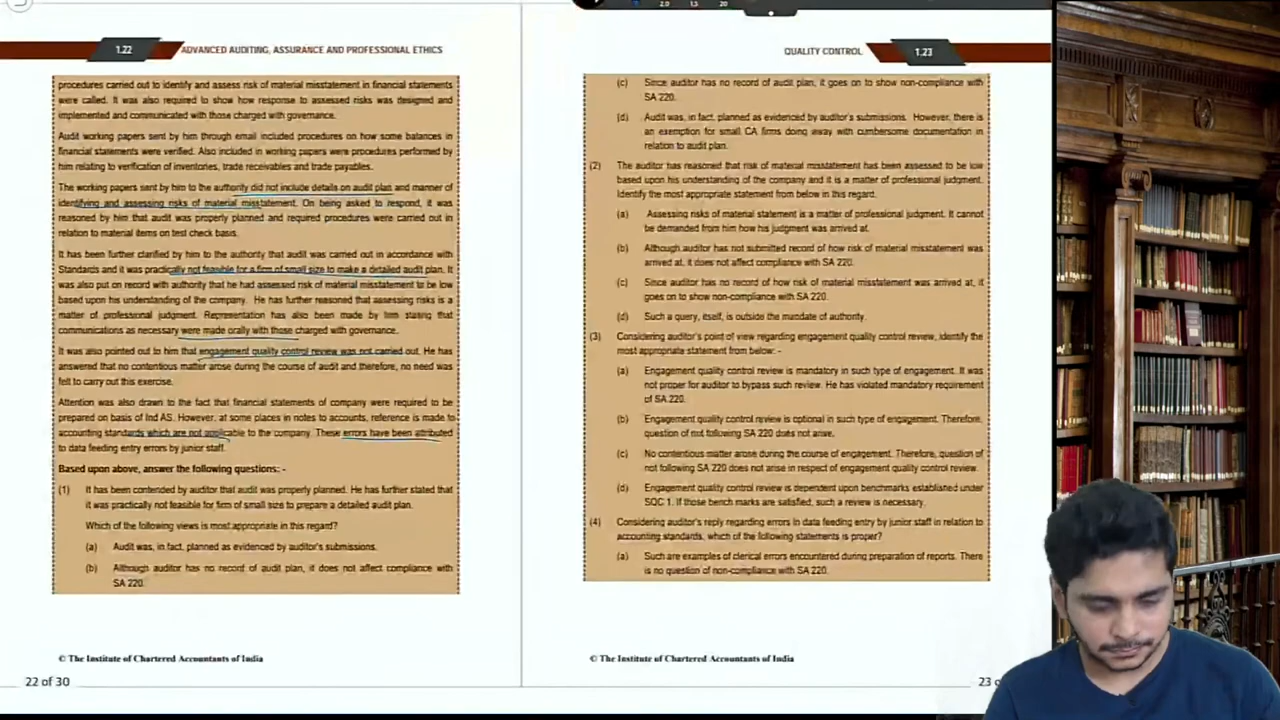 2.0 1.5 20
1.22 ADVANCED AUDITING, ASSURANCE AND PROFESSIONAL ETHICS
procedures carried out to identify and assess risk of material misstatement in financial statements
were called. It was also required to show how response to assessed risks was designed and
implemented and communicated with those charged with governance.
Audit working papers sent by him through email included procedures on how some balances in
financial statements were verified. Also included in working papers were procedures performed by
him relating to verification of inventories, trade receivables and trade payables.
The working papers sent by him to the authority did not include details on audit plan and manner of
identifying and assessing risks of material misstatement. On being asked to respond, it was
reasoned by him that audit was properly planned and required procedures were carried out in
relation to material items on test check basis.
It has been further clarified by him to the authority that audit was carried out in accordance with
Standards and it was practically not feasible for a firm of small size to make a detailed audit plan. It
was also put on record with authority that he had assessed risk of material misstatement to be low
based upon his understanding of the company. He has further reasoned that assessing risks is a
matter of professional judgment. Representation has also been made by him stating that
communications as necessary were made orally with those charged with governance.
It was also pointed out to him that engagement quality control review was not carried out. He has
answered that no contentious matter arose during the course of audit and therefore, no need was
felt to carry out this exercise.
Attention was also drawn to the fact that financial statements of company were required to be
prepared on basis of Ind AS. However, at some places in notes to accounts, reference is made to
accounting standards which are not applicable to the company. These errors have been attributed
to data feeding entry errors by junior staff.
Based upon above, answer the following questions: -
(1) It has been contended by auditor that audit was properly planned. He has further stated that
it was practically not feasible for firm of small size to prepare a detailed audit plan.
Which of the following views is most appropriate in this regard?
(a) Audit was, in fact, planned as evidenced by auditor's submissions.
(b) Although auditor has no record of audit plan, it does not affect compliance with
SA 220.
© The Institute of Chartered Accountants of India
22 of 30
QUALITY CONTROL 1.23
(c) Since auditor has no record of audit plan, it goes on to show non-compliance with
SA 220.
(d) Audit was, in fact, planned as evidenced by auditor's submissions. However, there is
an exemption for small CA firms doing away with cumbersome documentation in
relation to audit plan.
(2) The auditor has reasoned that risk of material misstatement has been assessed to be low
based upon his understanding of the company and it is a matter of professional judgment.
Identify the most appropriate statement from below in this regard.
(a) Assessing risks of material statement is a matter of professional judgment. It cannot
be demanded from him how his judgment was arrived at.
(b) Although auditor has not submitted record of how risk of material misstatement was
arrived at, it does not affect compliance with SA 220.
(c) Since auditor has no record of how risk of material misstatement was arrived at, it
goes on to show non-compliance with SA 220.
(d) Such a query, itself, is outside the mandate of authority.
(3) Considering auditor's point of view regarding engagement quality control review, identify the
most appropriate statement from below: -
(a) Engagement quality control review is mandatory in such type of engagement. It was
not proper for auditor to bypass such review. He has violated mandatory requirement
of SA 220.
(b) Engagement quality control review is optional in such type of engagement. Therefore,
question of not following SA 220 does not arise.
(c) No contentious matter arose during the course of engagement. Therefore, question of
not following SA 220 does not arise in respect of engagement quality control review.
(d) Engagement quality control review is dependent upon benchmarks established under
SQC 1. If those bench marks are satisfied, such a review is necessary.
(4) Considering auditor's reply regarding errors in data feeding entry by junior staff in relation to
accounting standards, which of the following statements is proper?
(a) Such are examples of clerical errors encountered during preparation of reports. There
is no question of non-compliance with SA 220.
© The Institute of Chartered Accountants of India
23